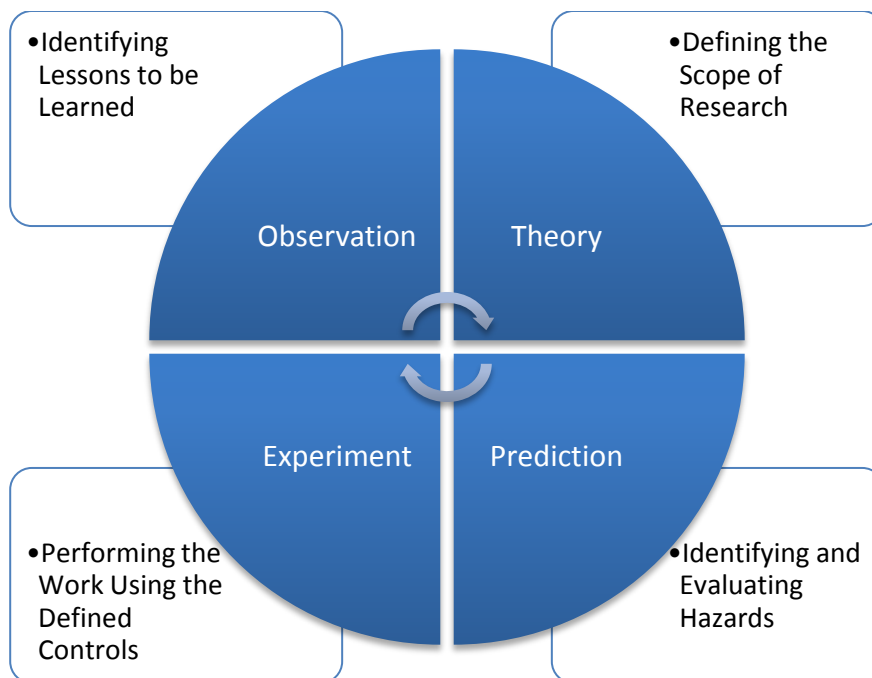 •Identifying
Lessons to be
Learned
•Defining the
Scope of
Research
Observation
Theory
Experiment
Prediction
•Performing the
Work Using the
Defined
Controls
•Identifying and
Evaluating
Hazards